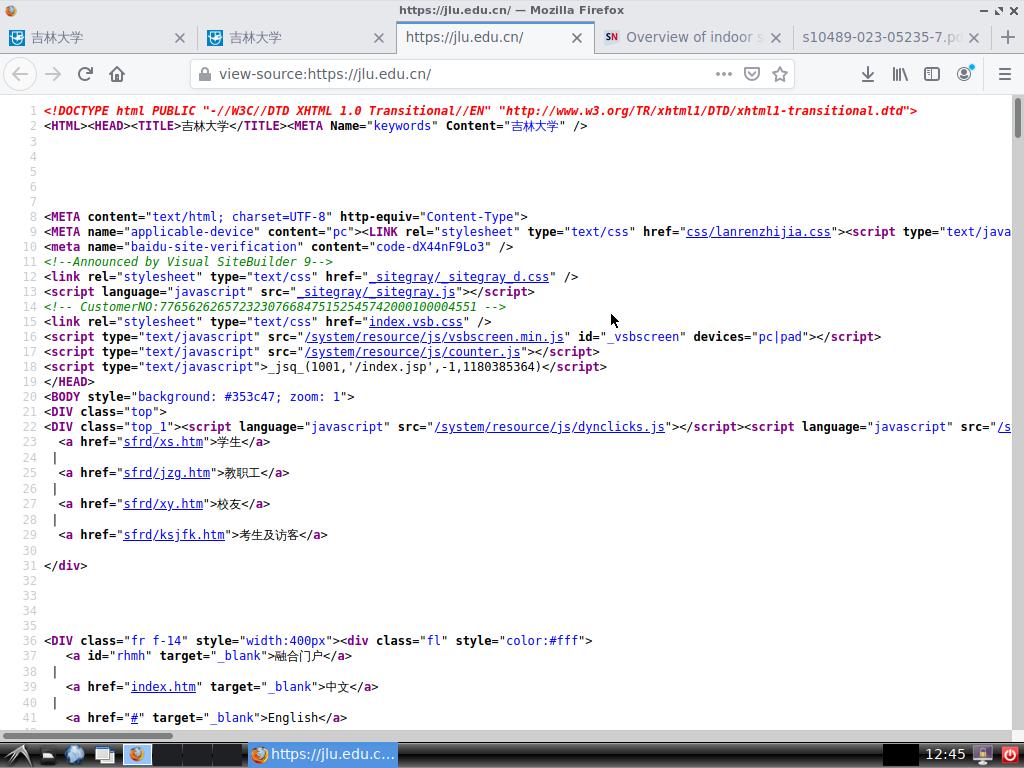 https://jlu.edu.cn/ — Mozilla Firefox
吉林大学
吉林大学
https://jlu.edu.cn/
Overview of indoor s
s10489-023-05235-7.pd
view-source:https://jlu.edu.cn/
1 <!DOCTYPE html PUBLIC "-//W3C//DTD XHTML 1.0 Transitional//EN" "http://www.w3.org/TR/xhtml1/DTD/xhtml1-transitional.dtd">
2 <HTML><HEAD><TITLE>吉林大学</TITLE><META Name="keywords" Content="吉林大学" />
3
4
5
6
7
8 <META content="text/html; charset=UTF-8" http-equiv="Content-Type">
9 <META name="applicable-device" content="pc"><LINK rel="stylesheet" type="text/css" href="css/lanrenzhijia.css"><script type="text/java
10 <meta name="baidu-site-verification" content="code-dX44nF9Lo3" />
11 <!--Announced by Visual SiteBuilder 9-->
12 <link rel="stylesheet" type="text/css" href="_sitegray/_sitegray_d.css" />
13 <script language="javascript" src="_sitegray/_sitegray.js"></script>
14 <!-- CustomerNO:77656262657232307668475152545742000100004551 -->
15 <link rel="stylesheet" type="text/css" href="index.vsb.css" />
16 <script type="text/javascript" src="/system/resource/js/vsbscreen.min.js" id="_vsbscreen" devices="pc|pad"></script>
17 <script type="text/javascript" src="/system/resource/js/counter.js"></script>
18 <script type="text/javascript">_jsq_(1001,'/index.jsp',-1,1180385364)</script>
19 </HEAD>
20 <BODY style="background: #353c47; zoom: 1">
21 <DIV class="top">
22 <DIV class="top_1"><script language="javascript" src="/system/resource/js/dynclicks.js"></script><script language="javascript" src="/s
23 <a href="sfrd/xs.htm">学生</a>
24 |
25 <a href="sfrd/jzg.htm">教职工</a>
26 |
27 <a href="sfrd/xy.htm">校友</a>
28 |
29 <a href="sfrd/ksjfk.htm">考生及访客</a>
30
31 </div>
32
33
34
35
36 <DIV class="fr f-14" style="width:400px"><div class="fl" style="color:#fff">
37 <a id="rhmh" target="_blank">融合门户</a>
38 |
39 <a href="index.htm" target="_blank">中文</a>
40 |
41 <a href="#" target="_blank">English</a>
https://jlu.edu.c...
12:45